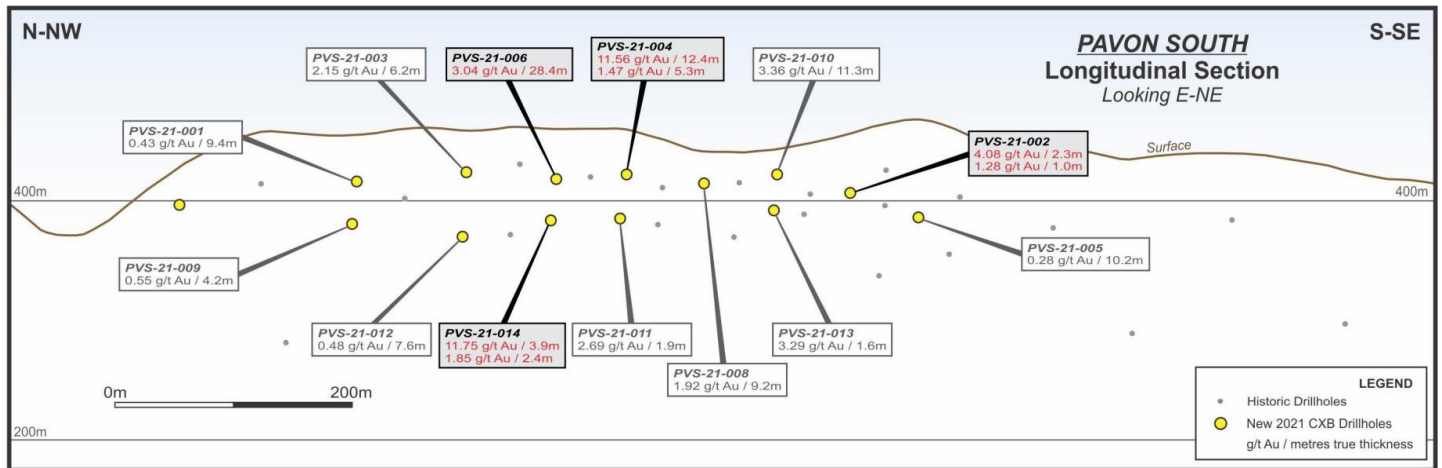 N-NW
S-SE
PAVON SOUTH
Longitudinal Section
Looking E-NE
PVS-21-003
2.15 g/t Au / 6.2m
PVS-21-006
3.04 g/t Au / 28.4m
PVS-21-004
11.56 g/t Au / 12.4m
1.47 g/t Au / 5.3m
PVS-21-010
3.36 g/t Au / 11.3m
PVS-21-001
0.43 g/t Au / 9.4m
PVS-21-002
4.08 g/t Au / 2.3m
1.28 g/t Au / 1.0m
Surface
400m
400m
PVS-21-009
0.55 g/t Au / 4.2m
PVS-21-005
0.28 g/t Au / 10.2m
PVS-21-012
0.48 g/t Au / 7.6m
PVS-21-014
11.75 g/t Au / 3.9m
1.85 g/t Au / 2.4m
PVS-21-011
2.69 g/t Au / 1.9m
PVS-21-013
3.29 g/t Au / 1.6m
PVS-21-008
1.92 g/t Au / 9.2m
0m
200m
200m
LEGEND
Historic Drillholes
New 2021 CXB Drillholes
g/t Au / metres true thickness